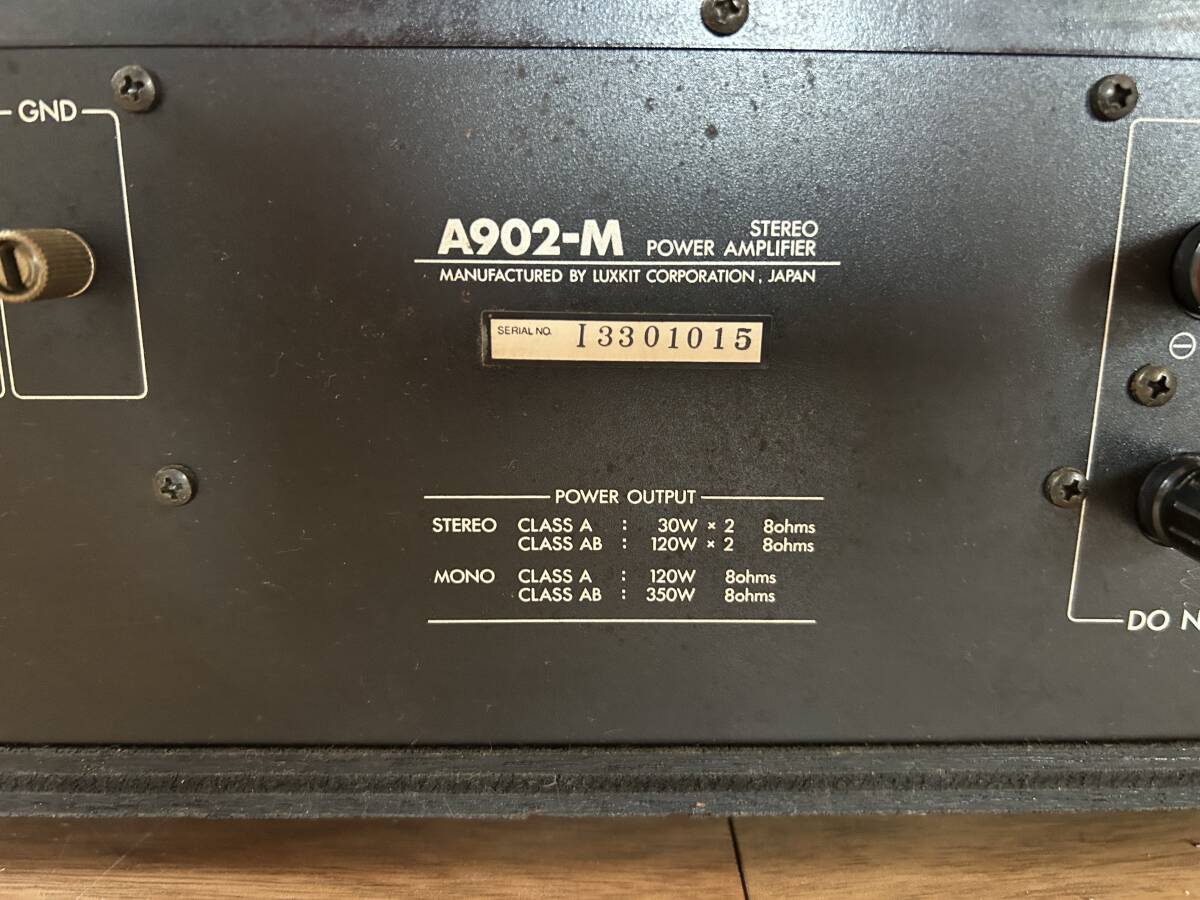 GND
A902-M STEREO POWER AMPLIFIER
MANUFACTURED BY LUXKIT CORPORATION, JAPAN
SERIAL NO. I3301015
POWER OUTPUT
STEREO CLASS A : 30W × 2 8ohms
CLASS AB : 120W × 2 8ohms
MONO CLASS A : 120W 8ohms
CLASS AB : 350W 8ohms
⊖
DO N